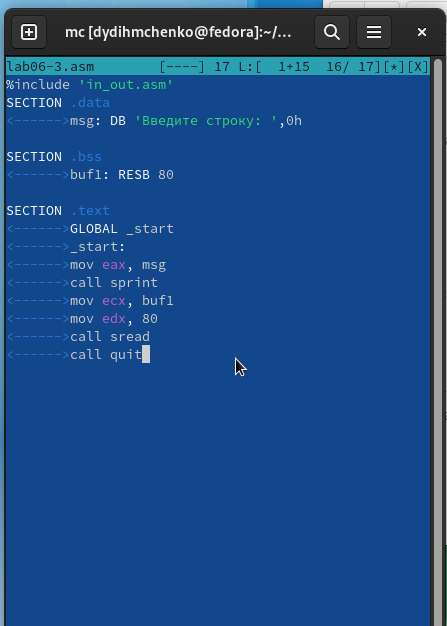 mc [dydihmchenko@fedora]:~/...
lab06-3.asm [----] 17 L:[ 1+15 16/ 17][*][X]
%include 'in_out.asm'
SECTION .data
<------>msg: DB 'Введите строку: ',0h
SECTION .bss
<------>buf1: RESB 80
SECTION .text
<------>GLOBAL _start
<------>_start:
<------>mov eax, msg
<------>call sprint
<------>mov ecx, buf1
<------>mov edx, 80
<------>call sread
<------>call quit